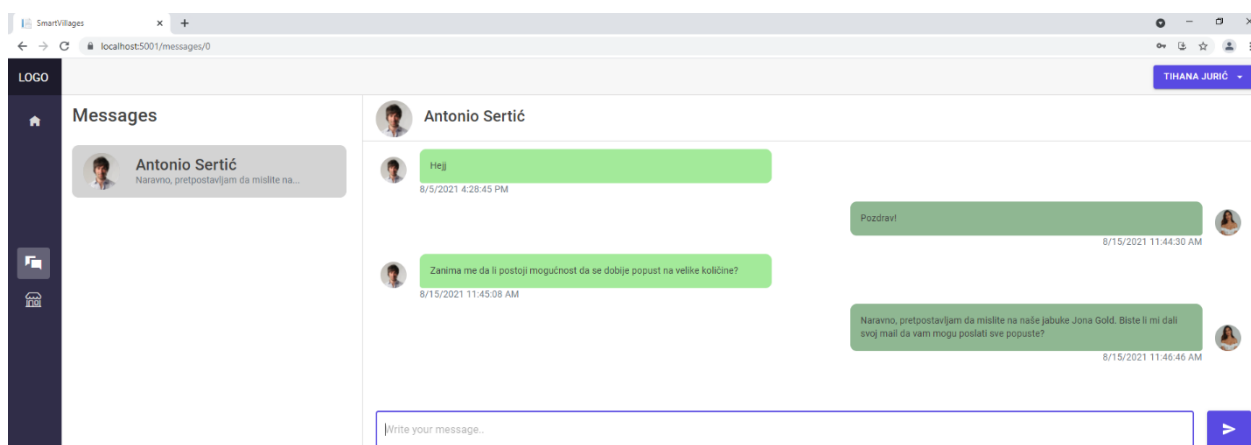 SmartVillages
localhost:5001/messages/0
LOGO
TIHANA JURIĆ
Messages
Antonio Sertić
Antonio Sertić
Naravno, pretpostavljam da mislite na...
Hejj
8/5/2021 4:28:45 PM
Pozdrav!
8/15/2021 11:44:30 AM
Zanima me da li postoji mogućnost da se dobije popust na velike količine?
8/15/2021 11:45:08 AM
Naravno, pretpostavljam da mislite na naše jabuke Jona Gold. Biste li mi dali
svoj mail da vam mogu poslati sve popuste?
8/15/2021 11:46:46 AM
Write your message..